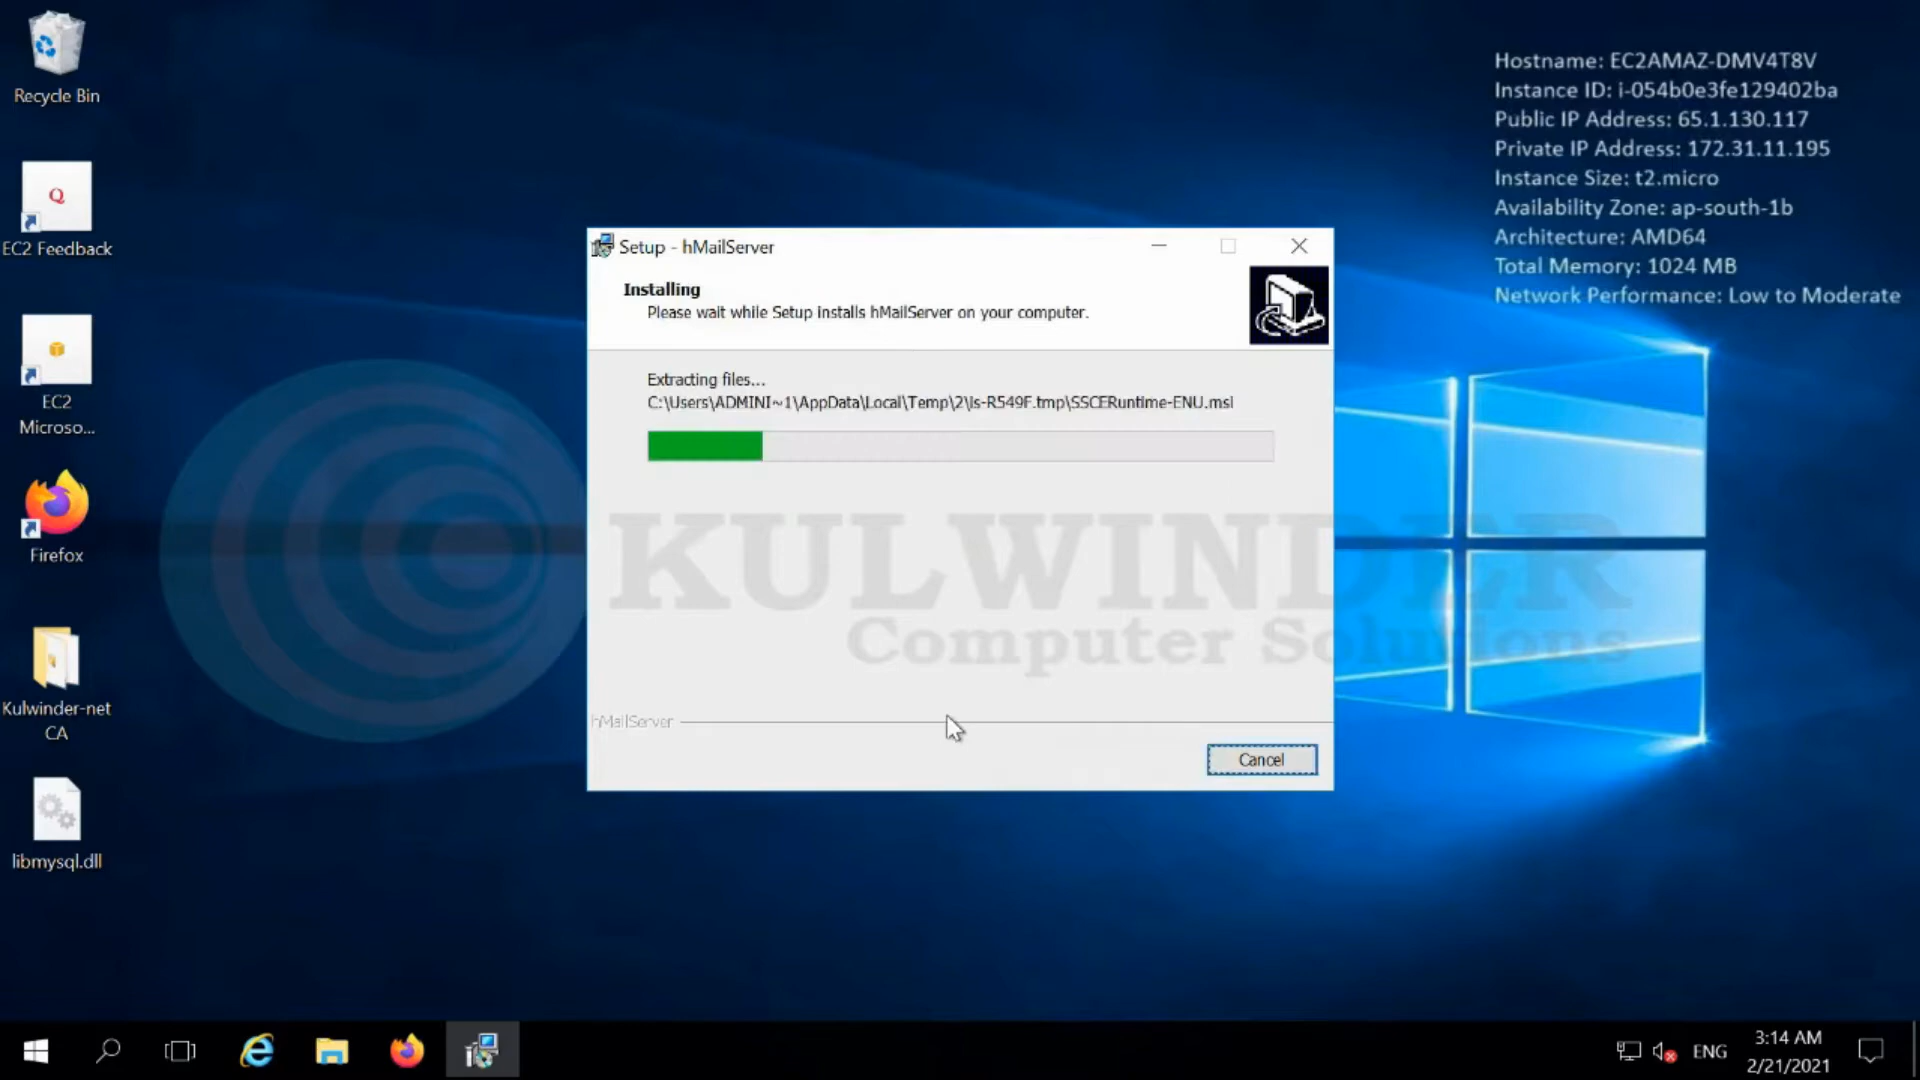 Recycle Bin
EC2 Feedback
EC2
Microso...
Firefox
Kulwinder-net
CA
libmysql.dll
Hostname: EC2AMAZ-DMV4T8V
Instance ID: i-054b0e3fe129402ba
Public IP Address: 65.1.130.117
Private IP Address: 172.31.11.195
Instance Size: t2.micro
Availability Zone: ap-south-1b
Architecture: AMD64
Total Memory: 1024 MB
Network Performance: Low to Moderate
Setup - hMailServer
Installing
Please wait while Setup installs hMailServer on your computer.
Extracting files...
C:\Users\ADMINI~1\AppData\Local\Temp\2\is-R549F.tmp\SSCERuntime-ENU.msi
KULWINDER
Computer Solutions
hMailServer
Cancel
ENG
3:14 AM
2/21/2021